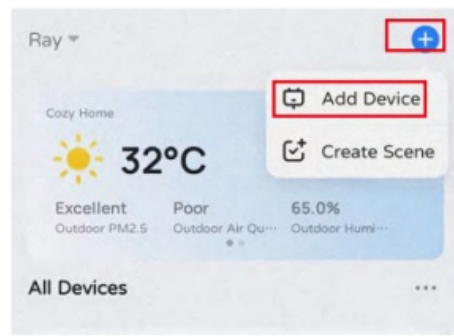 Ray
Add Device
Cozy Home
32°C
Create Scene
Excellent Poor 65.0%
Outdoor PM2.5 Outdoor Air Qu··· Outdoor Humi···
All Devices